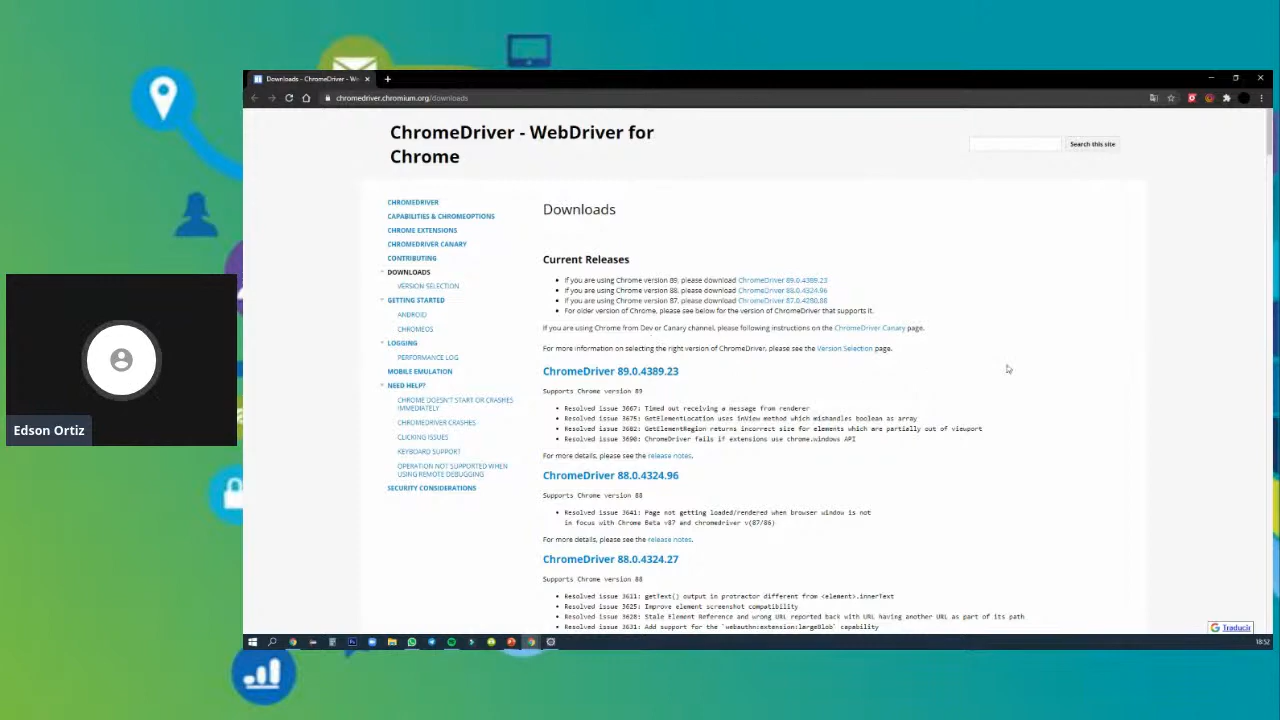 Downloads - ChromeDriver - We
chromedriver.chromium.org/downloads
ChromeDriver - WebDriver for
Chrome
Search this site
CHROMEDRIVER
CAPABILITIES & CHROMEOPTIONS
CHROME EXTENSIONS
CHROMEDRIVER CANARY
CONTRIBUTING
DOWNLOADS
VERSION SELECTION
GETTING STARTED
ANDROID
CHROMEOS
LOGGING
PERFORMANCE LOG
MOBILE EMULATION
NEED HELP?
CHROME DOESN'T START OR CRASHES
IMMEDIATELY
CHROMEDRIVER CRASHES
CLICKING ISSUES
KEYBOARD SUPPORT
OPERATION NOT SUPPORTED WHEN
USING REMOTE DEBUGGING
SECURITY CONSIDERATIONS
Downloads
Current Releases
If you are using Chrome version 89, please download ChromeDriver 89.0.4389.23
If you are using Chrome version 88, please download ChromeDriver 88.0.4324.96
If you are using Chrome version 87, please download ChromeDriver 87.0.4280.88
For older version of Chrome, please see below for the version of ChromeDriver that supports it.
If you are using Chrome from Dev or Canary channel, please following instructions on the ChromeDriver Canary page.
For more information on selecting the right version of ChromeDriver, please see the Version Selection page.
ChromeDriver 89.0.4389.23
Supports Chrome version 89
Resolved issue 3667: Timed out receiving a message from renderer
Resolved issue 3675: GetElementLocation uses inView method which mishandles boolean as array
Resolved issue 3682: GetElementRegion returns incorrect size for elements which are partially out of viewport
Resolved issue 3690: ChromeDriver fails if extensions use chrome.windows API
For more details, please see the release notes.
ChromeDriver 88.0.4324.96
Supports Chrome version 88
Resolved issue 3641: Page not getting loaded/rendered when browser window is not
in focus with Chrome Beta v87 and chromedriver v(87/86)
For more details, please see the release notes.
ChromeDriver 88.0.4324.27
Supports Chrome version 88
Resolved issue 3611: getText() output in protractor different from <element>.innerText
Resolved issue 3625: Improve element screenshot compatibility
Resolved issue 3628: Stale Element Reference and wrong URL reported back with URL having another URL as part of its path
Resolved issue 3631: Add support for the `webauthn:extension:largeBlob` capability
Traducir
18:52
Edson Ortiz